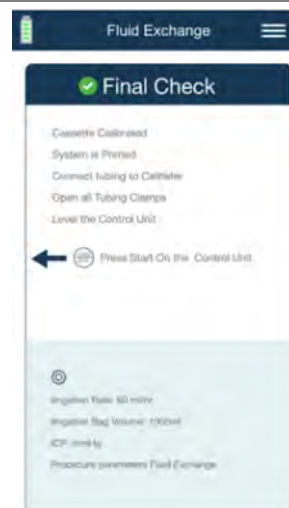 Fluid Exchange
Final Check
Cassette Calibrated
System is Primed
Connect tubing to Catheter
Open all Tubing Clamps
Level the Control Unit
Press Start On the Control Unit
Irrigation Rate: 60 ml/hr
Irrigation Bag Volume: 1000ml
ICP: mmHg
Procedure parameters Fluid Exchange